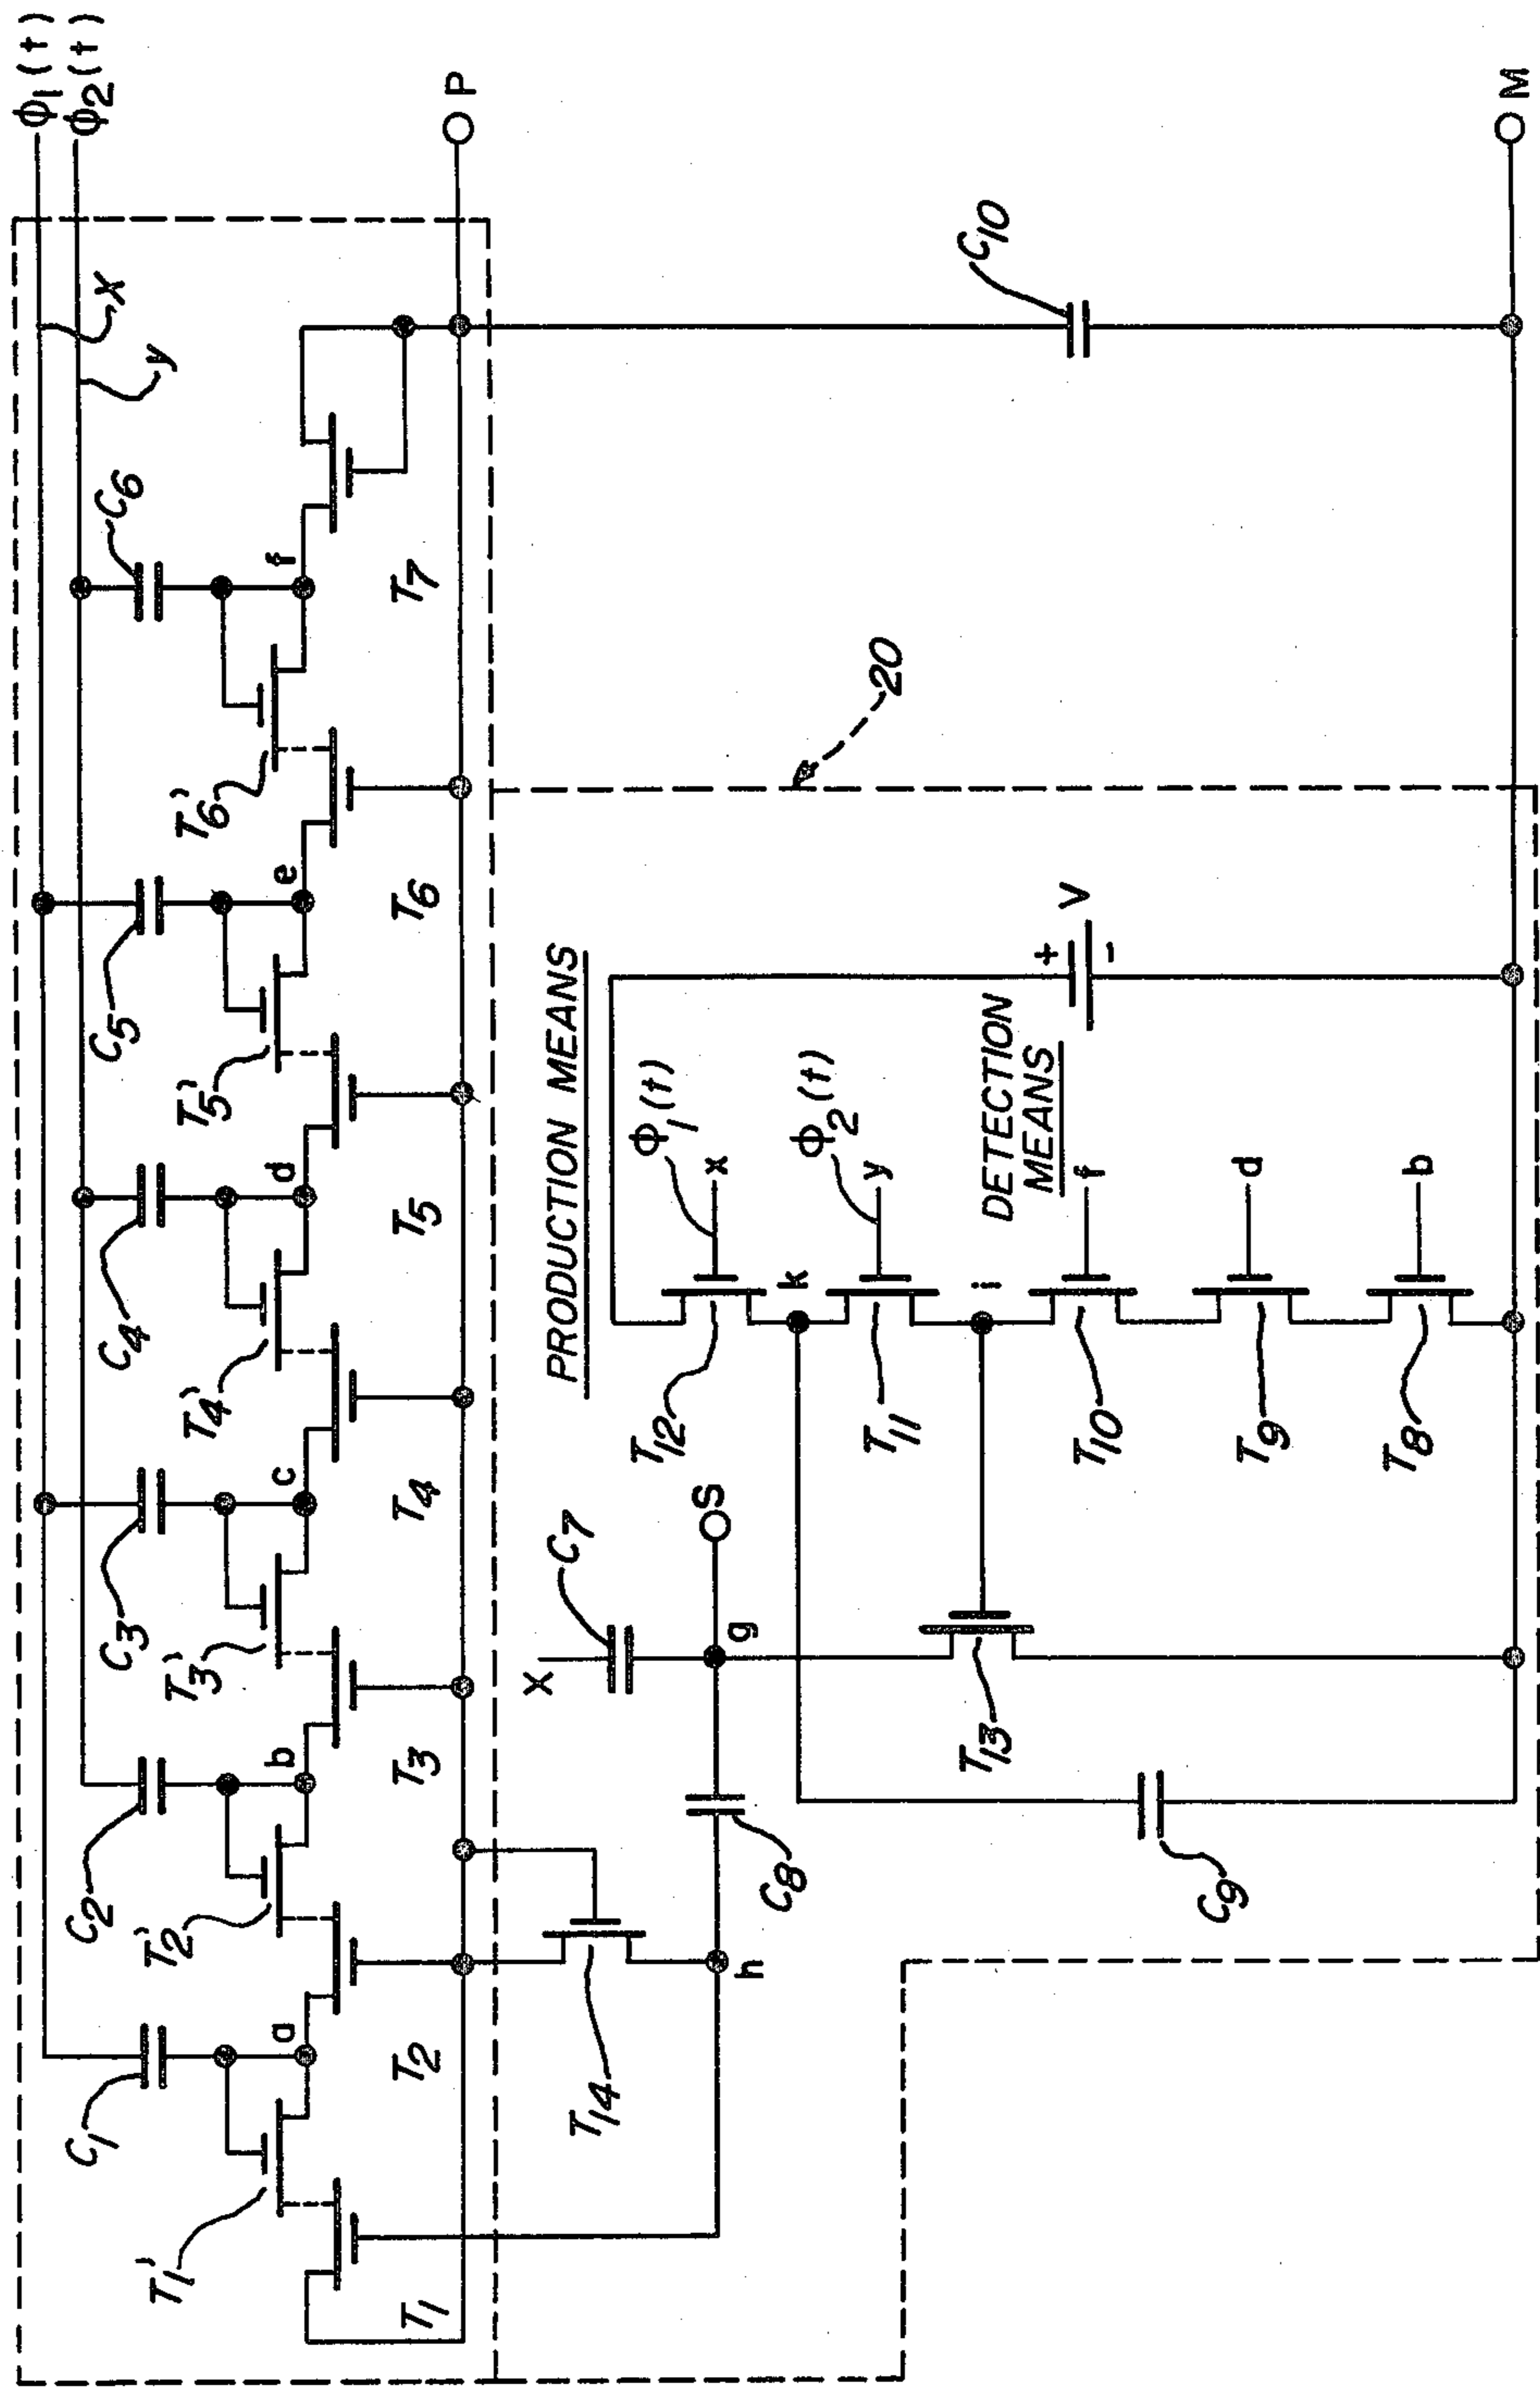 ϕ1(t)
ϕ2(t)
X
y
P
C1
C2
C3
C4
C5
C6
T1'
T2'
T3'
T4'
T5'
T6'
a
b
c
d
e
f
T1
T2
T3
T4
T5
T6
T7
20
PRODUCTION MEANS
T14
h
C8
X
C7
g
S
T12
ϕ1(t)
x
k
T11
ϕ2(t)
y
i
DETECTION
MEANS
T13
T10
f
T9
d
T8
b
+
V
-
C9
C10
M